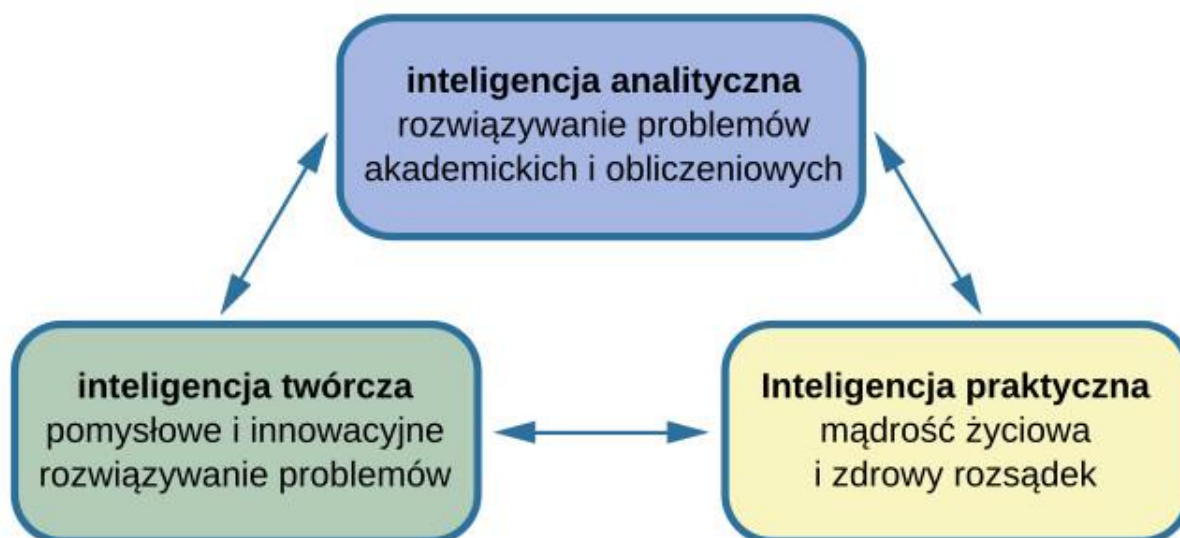 inteligencja analityczna
rozwiązywanie problemów
akademickich i obliczeniowych
inteligencja twórcza
pomysłowe i innowacyjne
rozwiązywanie problemów
Inteligencja praktyczna
mądrość życiowa
i zdrowy rozsądek